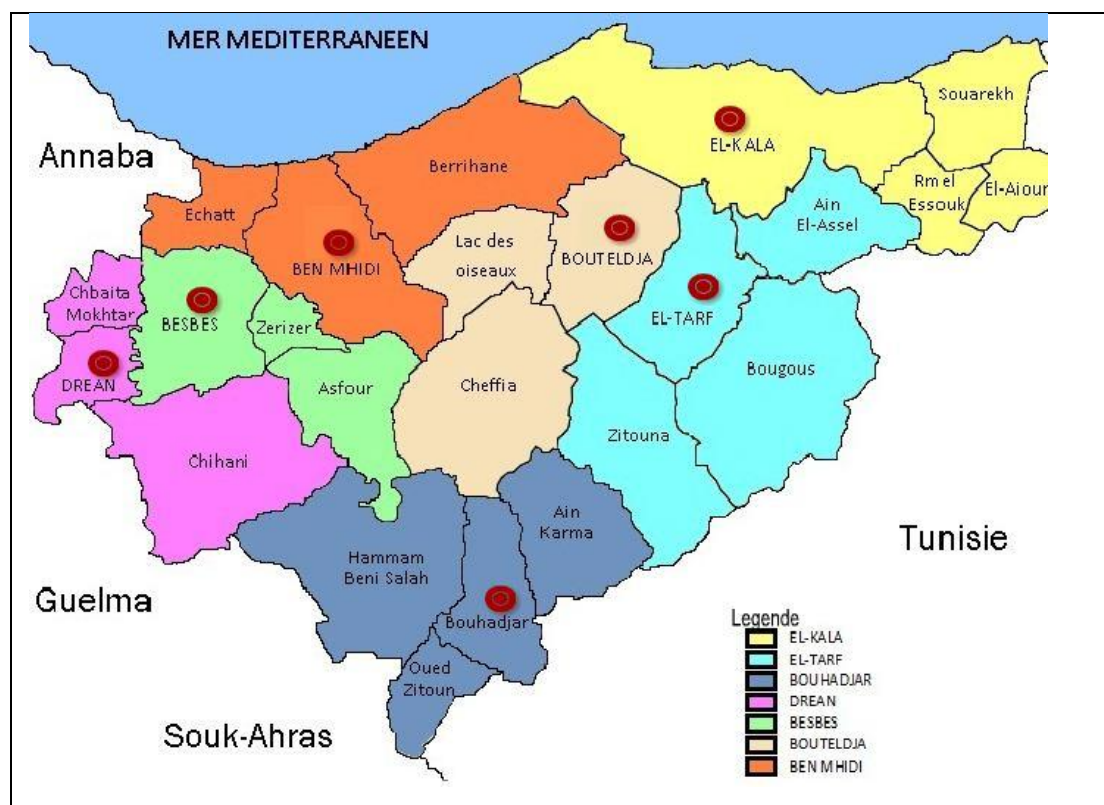 MER MEDITERRANEEN
Souarekh
EL-KALA
Annaba
Berrihane
Rm el
Essouk
El-Aioun
Echatt
Ain
El-Assel
Lac des
oiseaux
BOUTELDJA
BEN MHIDI
Chbaita
Mokhtar
BESBES
Zerizer
EL-TARF
DREAN
Asfour
Cheffia
Bougous
Zitouna
Chihani
Ain
Karma
Tunisie
Hammam
Beni Salah
Guelma
Bouhadjar
Oued
Zitoun
Souk-Ahras
Legende
EL-KALA
EL-TARF
BOUHADJAR
DREAN
BESBES
BOUTELDJA
BEN MHIDI